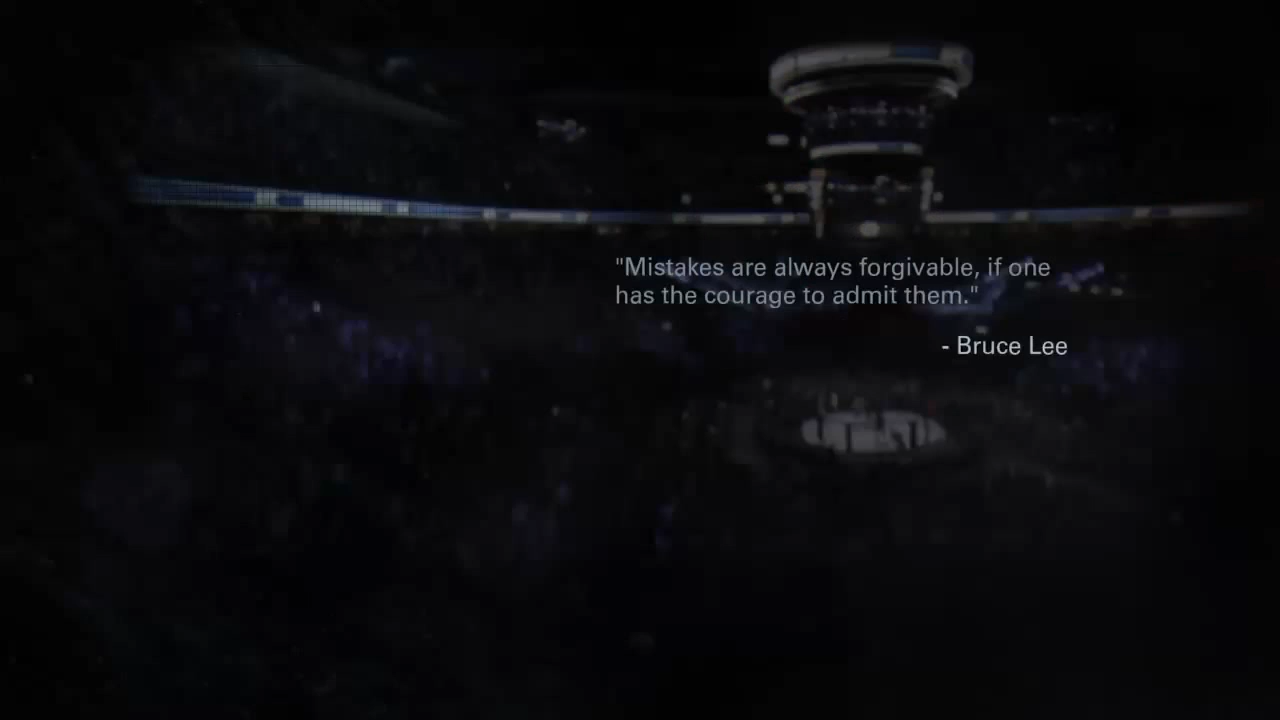 "Mistakes are always forgivable, if one
has the courage to admit them."
- Bruce Lee